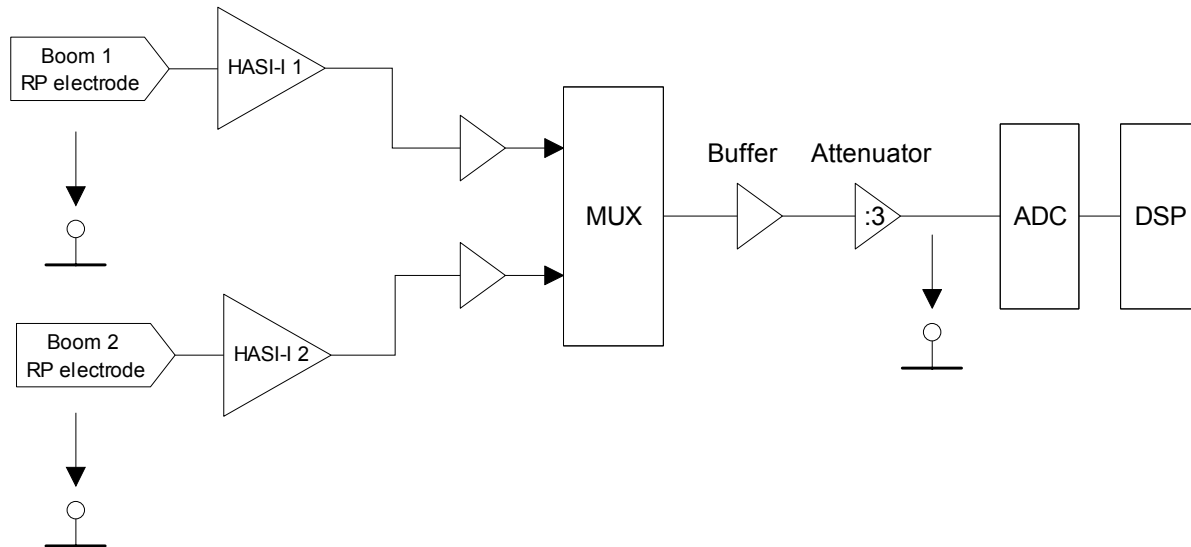 Boom 1
RP electrode
HASI-I 1
Buffer
Attenuator
MUX
:3
ADC
DSP
Boom 2
RP electrode
HASI-I 2